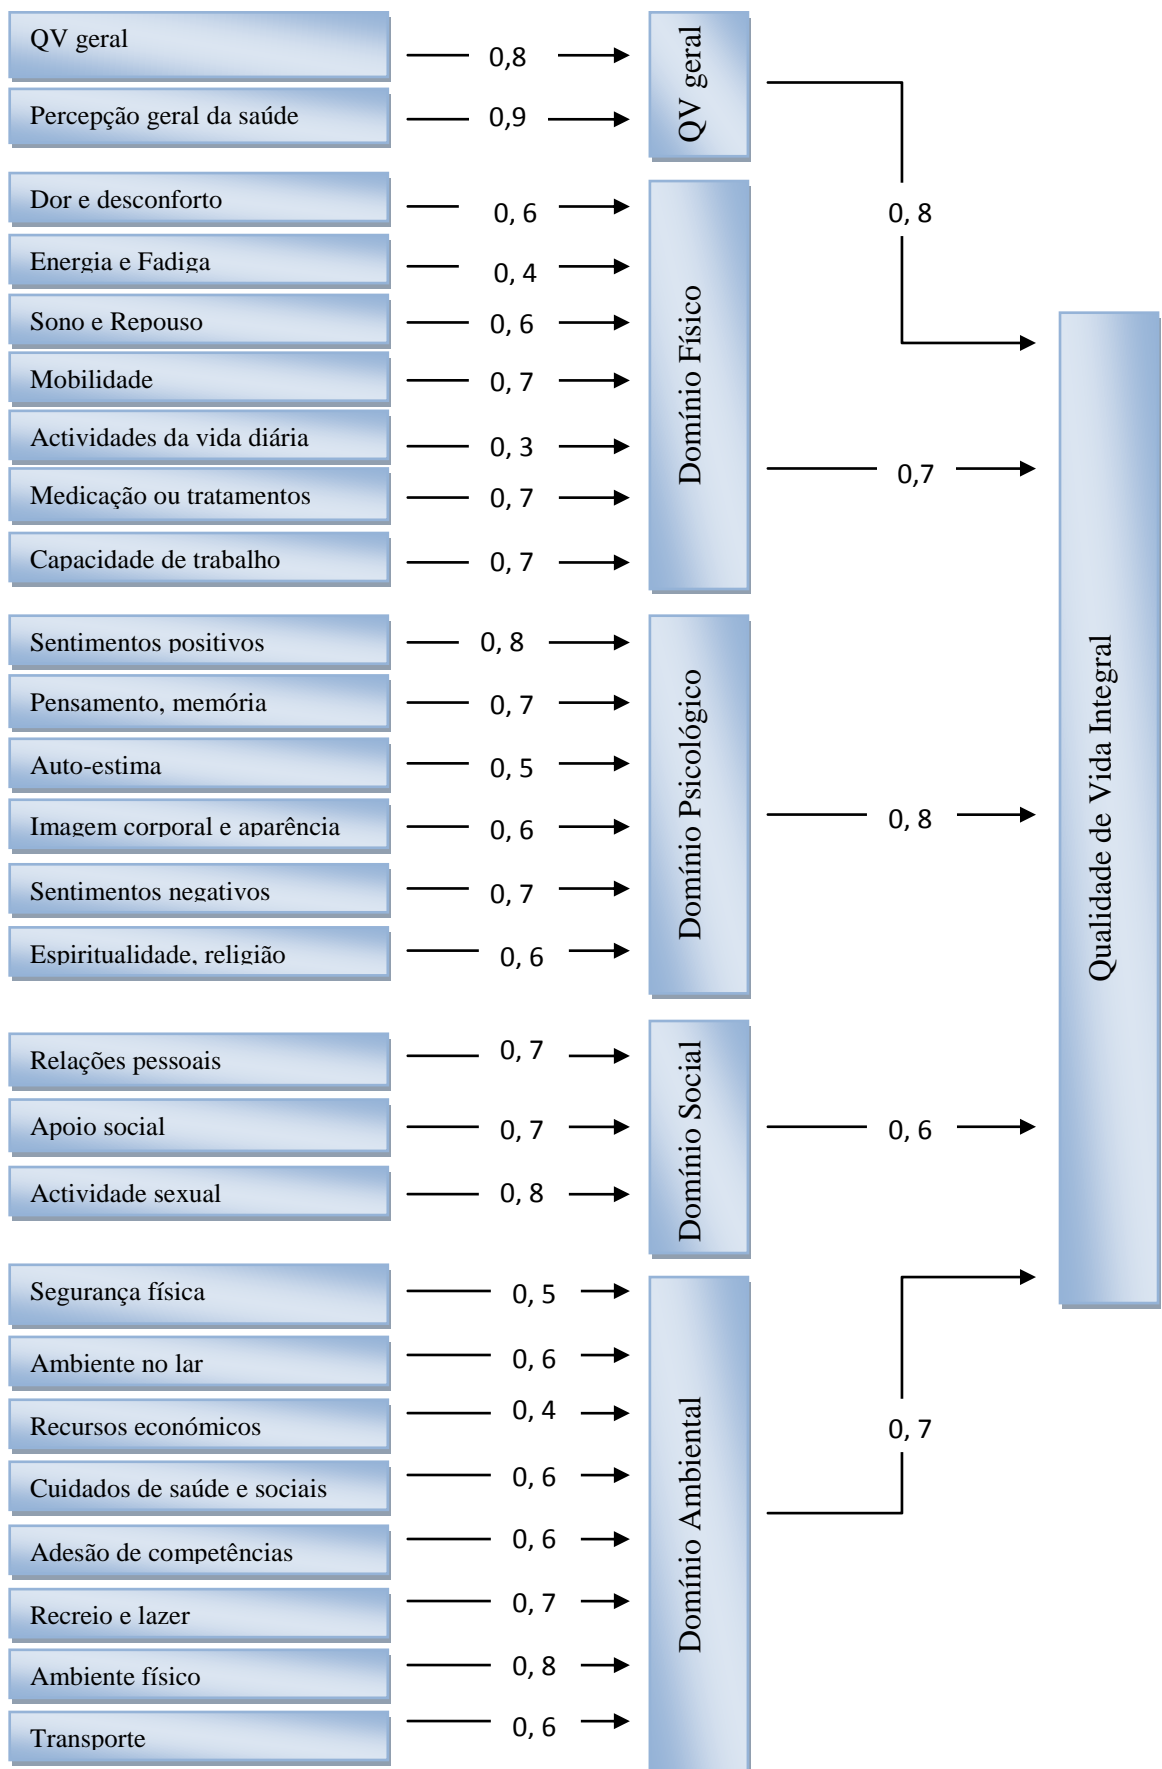 QV geral
0,8
QV geral
Percepção geral da saúde
0,9
0, 8
Dor e desconforto
0, 6
Domínio Físico
Energia e Fadiga
0, 4
Sono e Repouso
0, 6
Mobilidade
0, 7
Actividades da vida diária
0, 3
0,7
Medicação ou tratamentos
0, 7
Capacidade de trabalho
0, 7
Qualidade de Vida Integral
Sentimentos positivos
0, 8
Domínio Psicológico
Pensamento, memória
0, 7
Auto-estima
0, 5
Imagem corporal e aparência
0, 6
0, 8
Sentimentos negativos
0, 7
Espiritualidade, religião
0, 6
Relações pessoais
0, 7
Domínio Social
Apoio social
0, 7
0, 6
Actividade sexual
0, 8
Segurança física
0, 5
Domínio Ambiental
Ambiente no lar
0, 6
Recursos económicos
0, 4
0, 7
Cuidados de saúde e sociais
0, 6
Adesão de competências
0, 6
Recreio e lazer
0, 7
Ambiente físico
0, 8
Transporte
0, 6